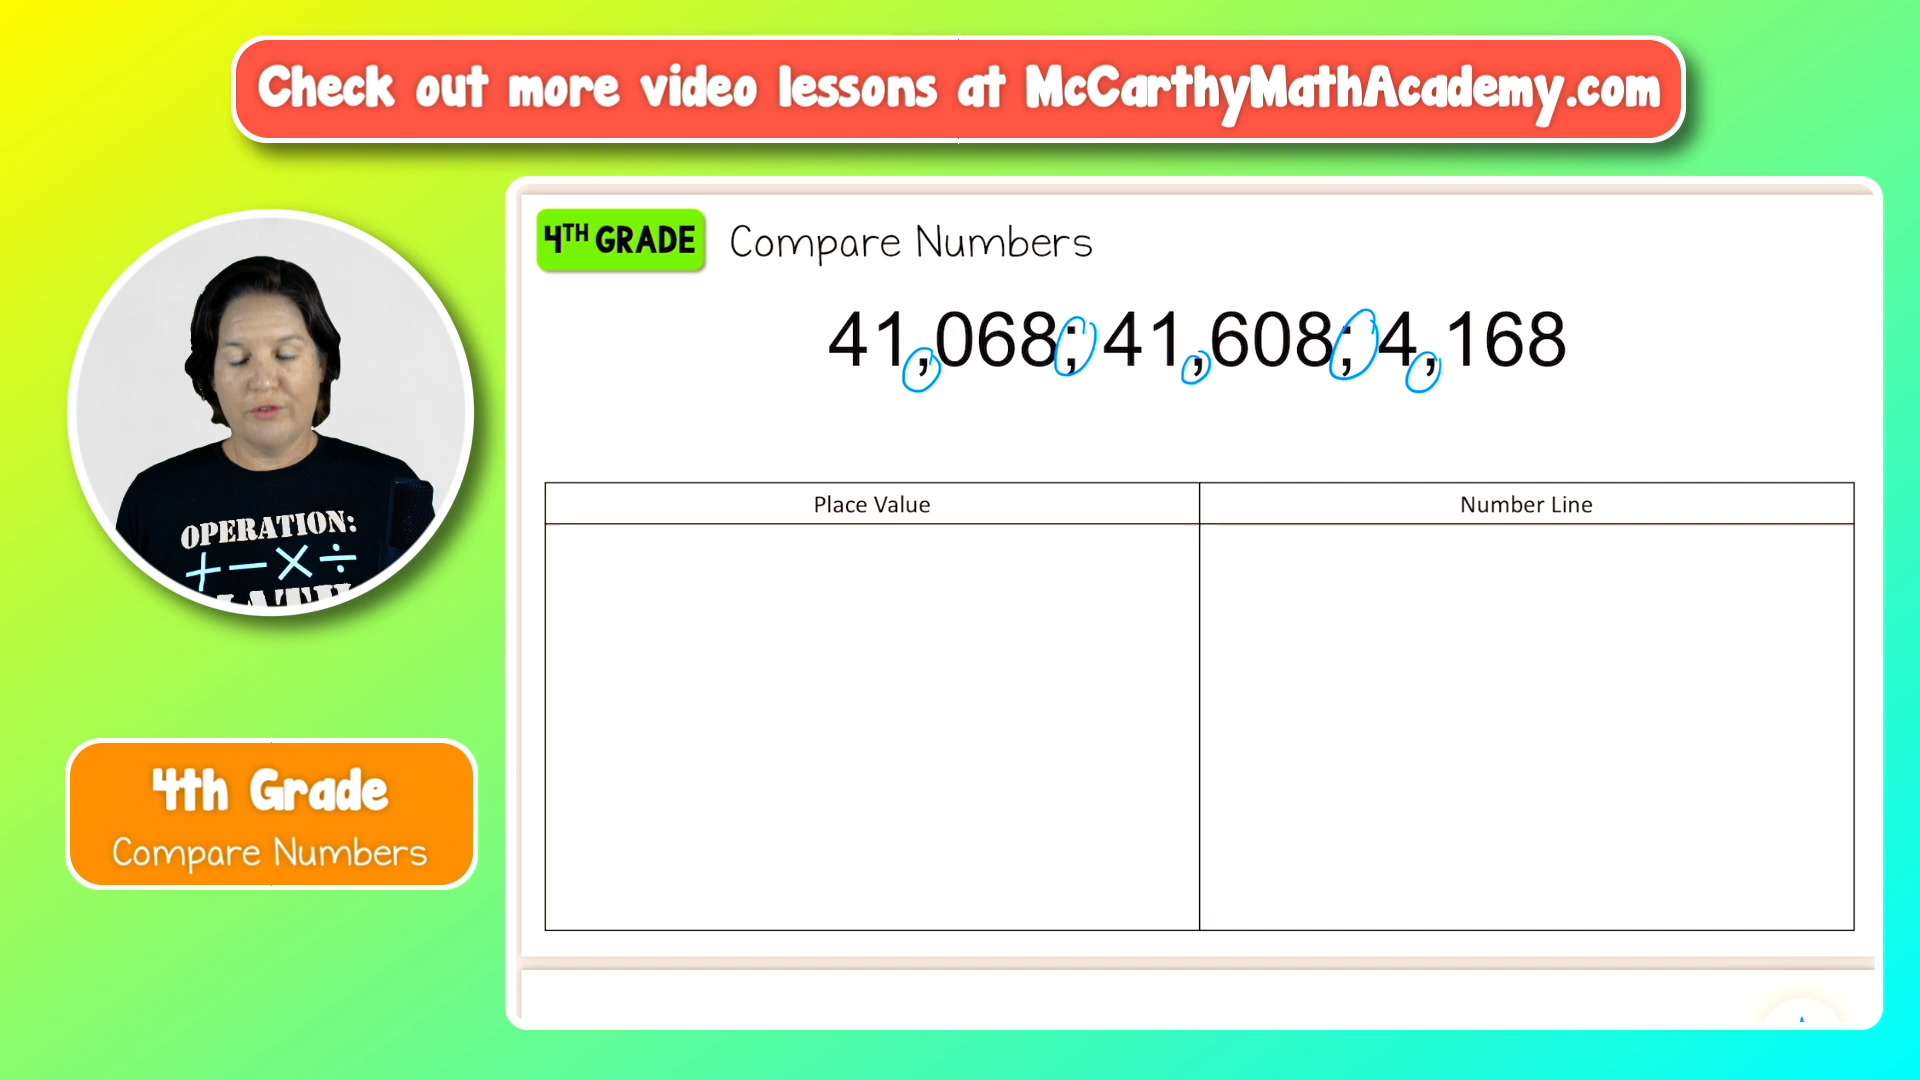 Check out more video lessons at McCarthyMathAcademy.com
4TH GRADE Compare Numbers
41,068; 41,608; 4,168
OPERATION:
+ − × ÷
4th Grade
Compare Numbers
Place Value
Number Line